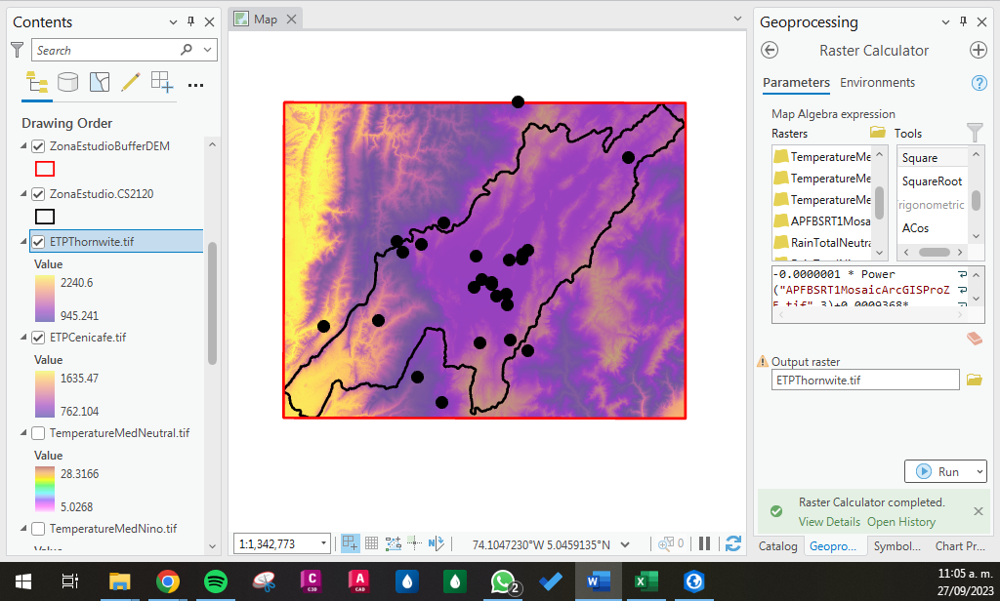 Contents
Search
Drawing Order
ZonaEstudioBufferDEM
ZonaEstudio.CS2120
ETPThornwite.tif
Value
2240.6
945.241
ETPCenicafe.tif
Value
1635.47
762.104
TemperatureMedNeutral.tif
Value
28.3166
5.0268
TemperatureMedNino.tif
Map
1:1,342,773
74.1047230°W 5.0459135°N
0
Geoprocessing
Raster Calculator
Parameters
Environments
Map Algebra expression
Rasters
Tools
TemperatureMe
TemperatureMe
TemperatureMe
APFBSRT1Mosa
RainTotalNeutra
Square
SquareRoot
rigonometric
ACos
-0.0000001 * Power
("APFBSRT1MosaicArcGISProZ
F.tif",3)+0.0009368*
Output raster
ETPThornwite.tif
Run
Raster Calculator completed.
View Details Open History
Catalog
Geopro...
Symbol...
Chart Pr...
2
11:05 a. m.
27/09/2023